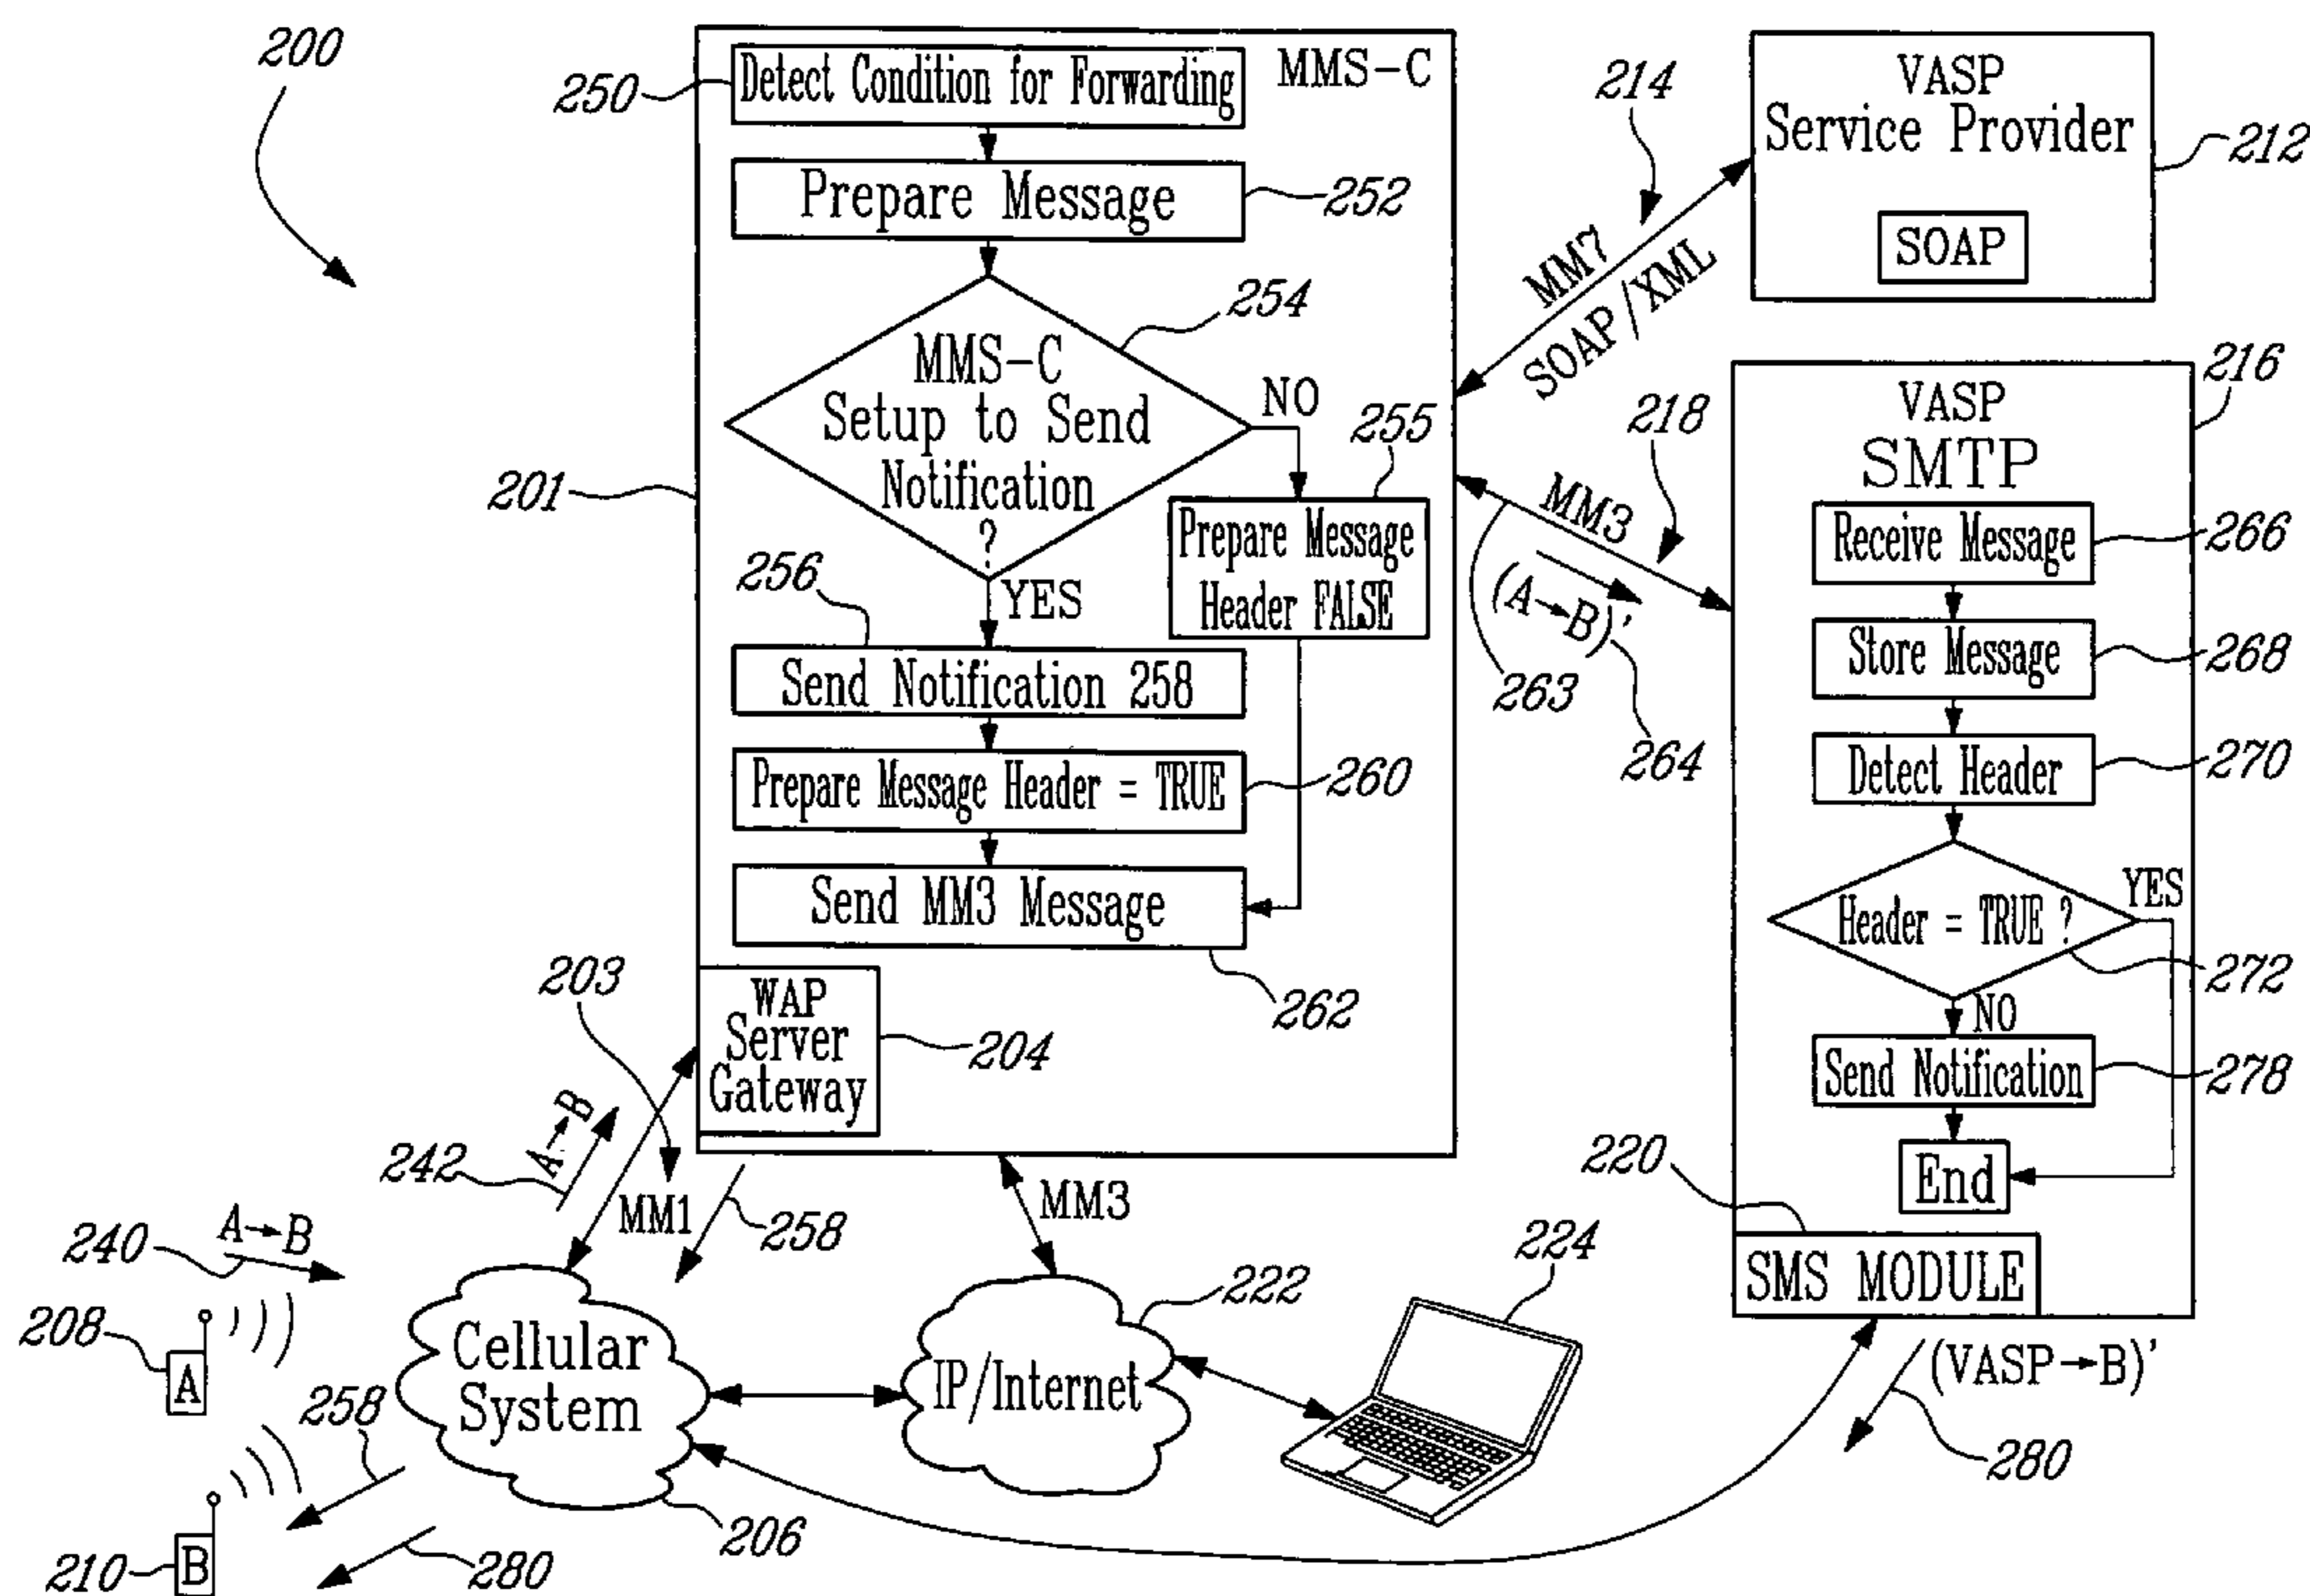 200
MMS-C
250
Detect Condition for Forwarding
Prepare Message
252
254
MMS-C
Setup to Send
Notification
?
NO
255
Prepare Message
Header FALSE
201
256
YES
Send Notification 258
Prepare Message Header = TRUE
260
Send MM3 Message
262
203
WAP
Server
Gateway
204
214
MM7
SOAP/XML
VASP
Service Provider
212
SOAP
218
MM3
(A→B)'
263
264
216
VASP
SMTP
Receive Message
266
Store Message
268
Detect Header
270
Header = TRUE ?
YES
272
NO
Send Notification
278
End
220
SMS MODULE
(VASP→B)'
280
242
A→B
MM1
258
MM3
240
A→B
208
A
Cellular
System
206
222
IP/Internet
224
258
210
B
280